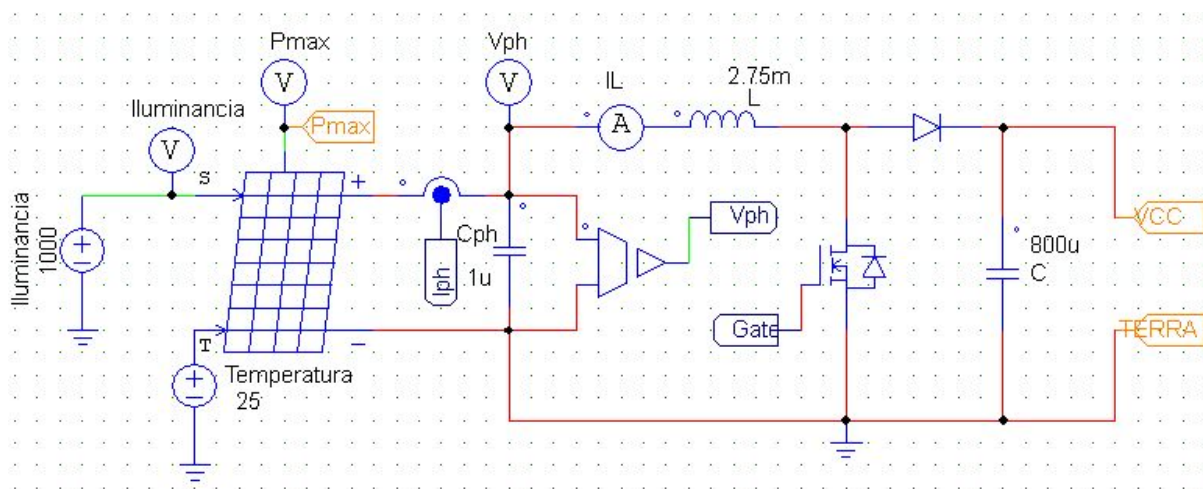 Pmax
V
Pmax
Iluminancia
V
S
Iluminancia
1000
+
-
T
Temperatura
25
+
-
+
−
Iph
Vph
V
Cph
1u
Vph
IL
A
2.75m
L
Gate
800u
C
VCC
TERRA